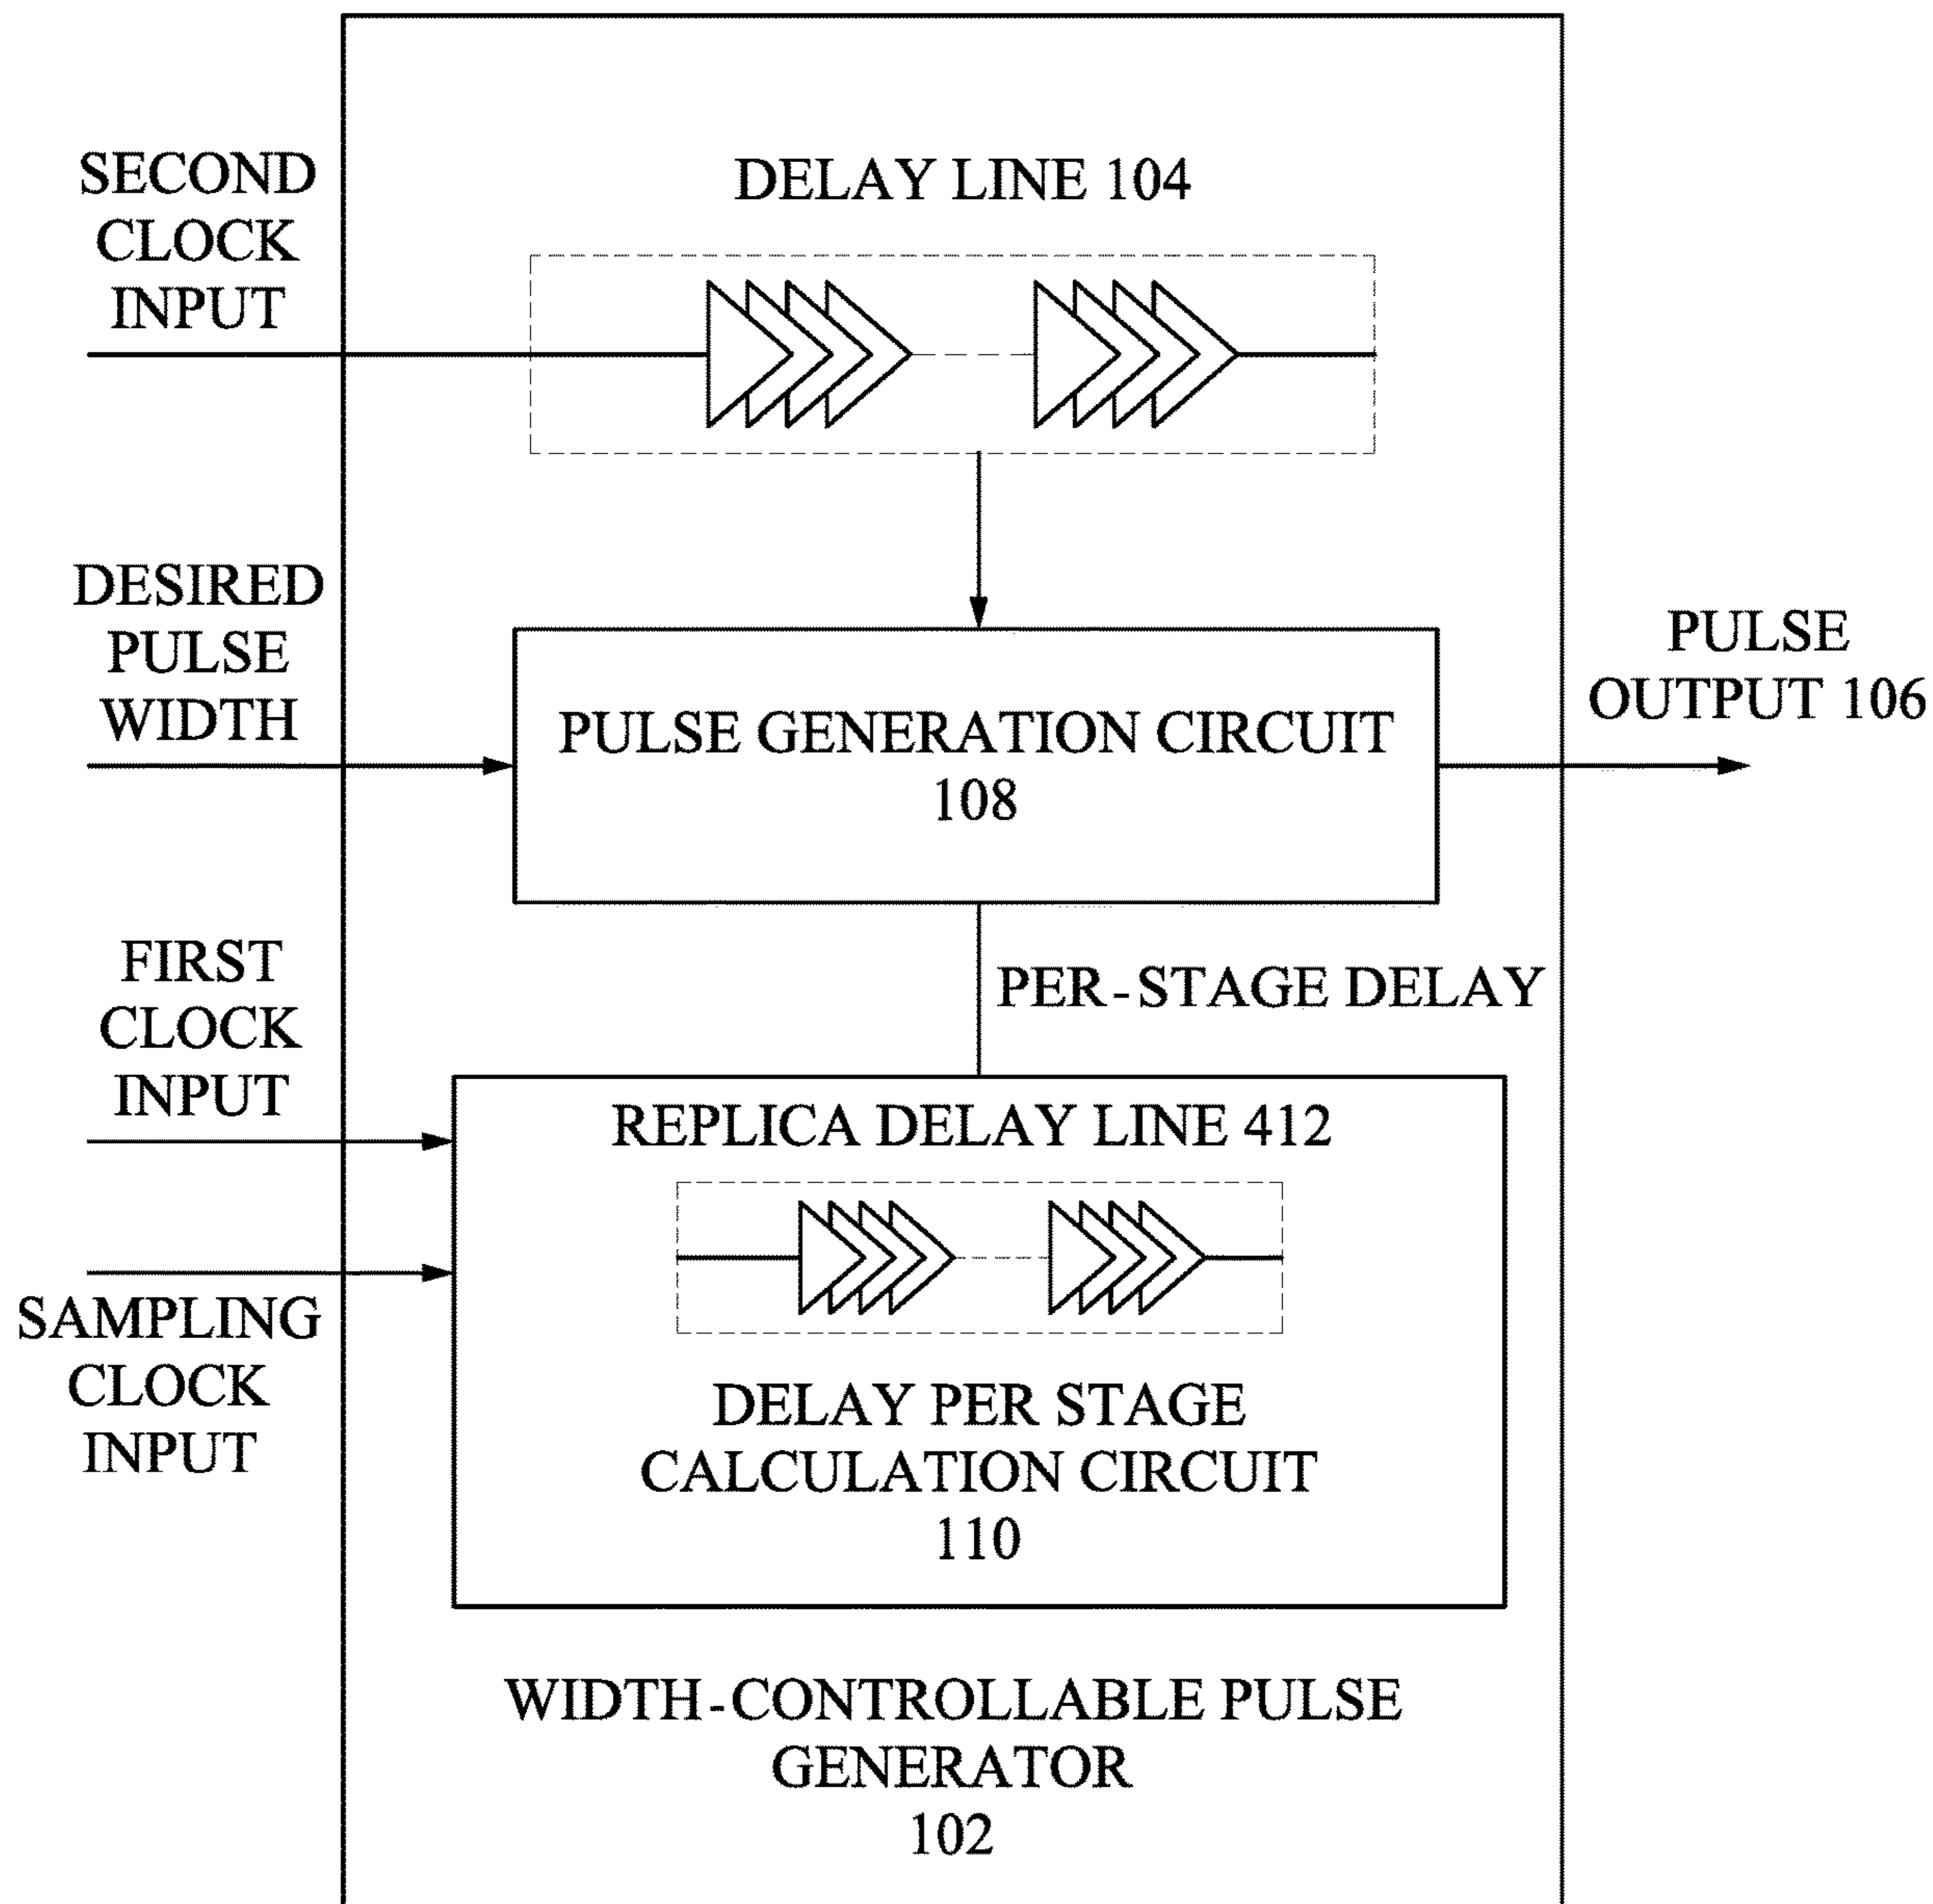 SECOND
CLOCK
INPUT
DELAY LINE 104
DESIRED
PULSE
WIDTH
PULSE GENERATION CIRCUIT
108
PULSE
OUTPUT 106
FIRST
CLOCK
INPUT
PER-STAGE DELAY
REPLICA DELAY LINE 412
SAMPLING
CLOCK
INPUT
DELAY PER STAGE
CALCULATION CIRCUIT
110
WIDTH-CONTROLLABLE PULSE
GENERATOR
102